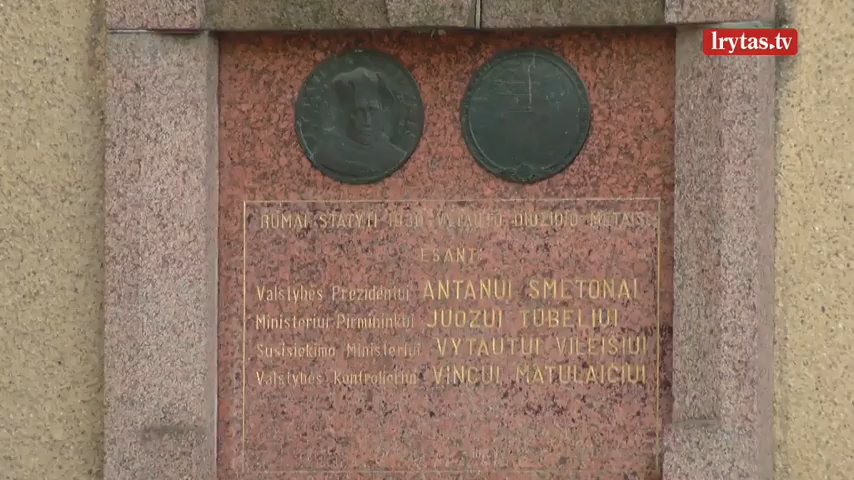 lrytas.tv
RŪMAI STATYTI 1930 VYTAUTO DIDŽIOJO METAIS
ESANT:
Valstybės Prezidentui ANTANUI SMETONAI
Ministeriui Pirmininkui JUOZUI TŪBELIUI
Susisiekimo Ministeriui VYTAUTUI VILEIŠIUI
Valstybės Kontrolieriui VINCUI MATULAIČIUI